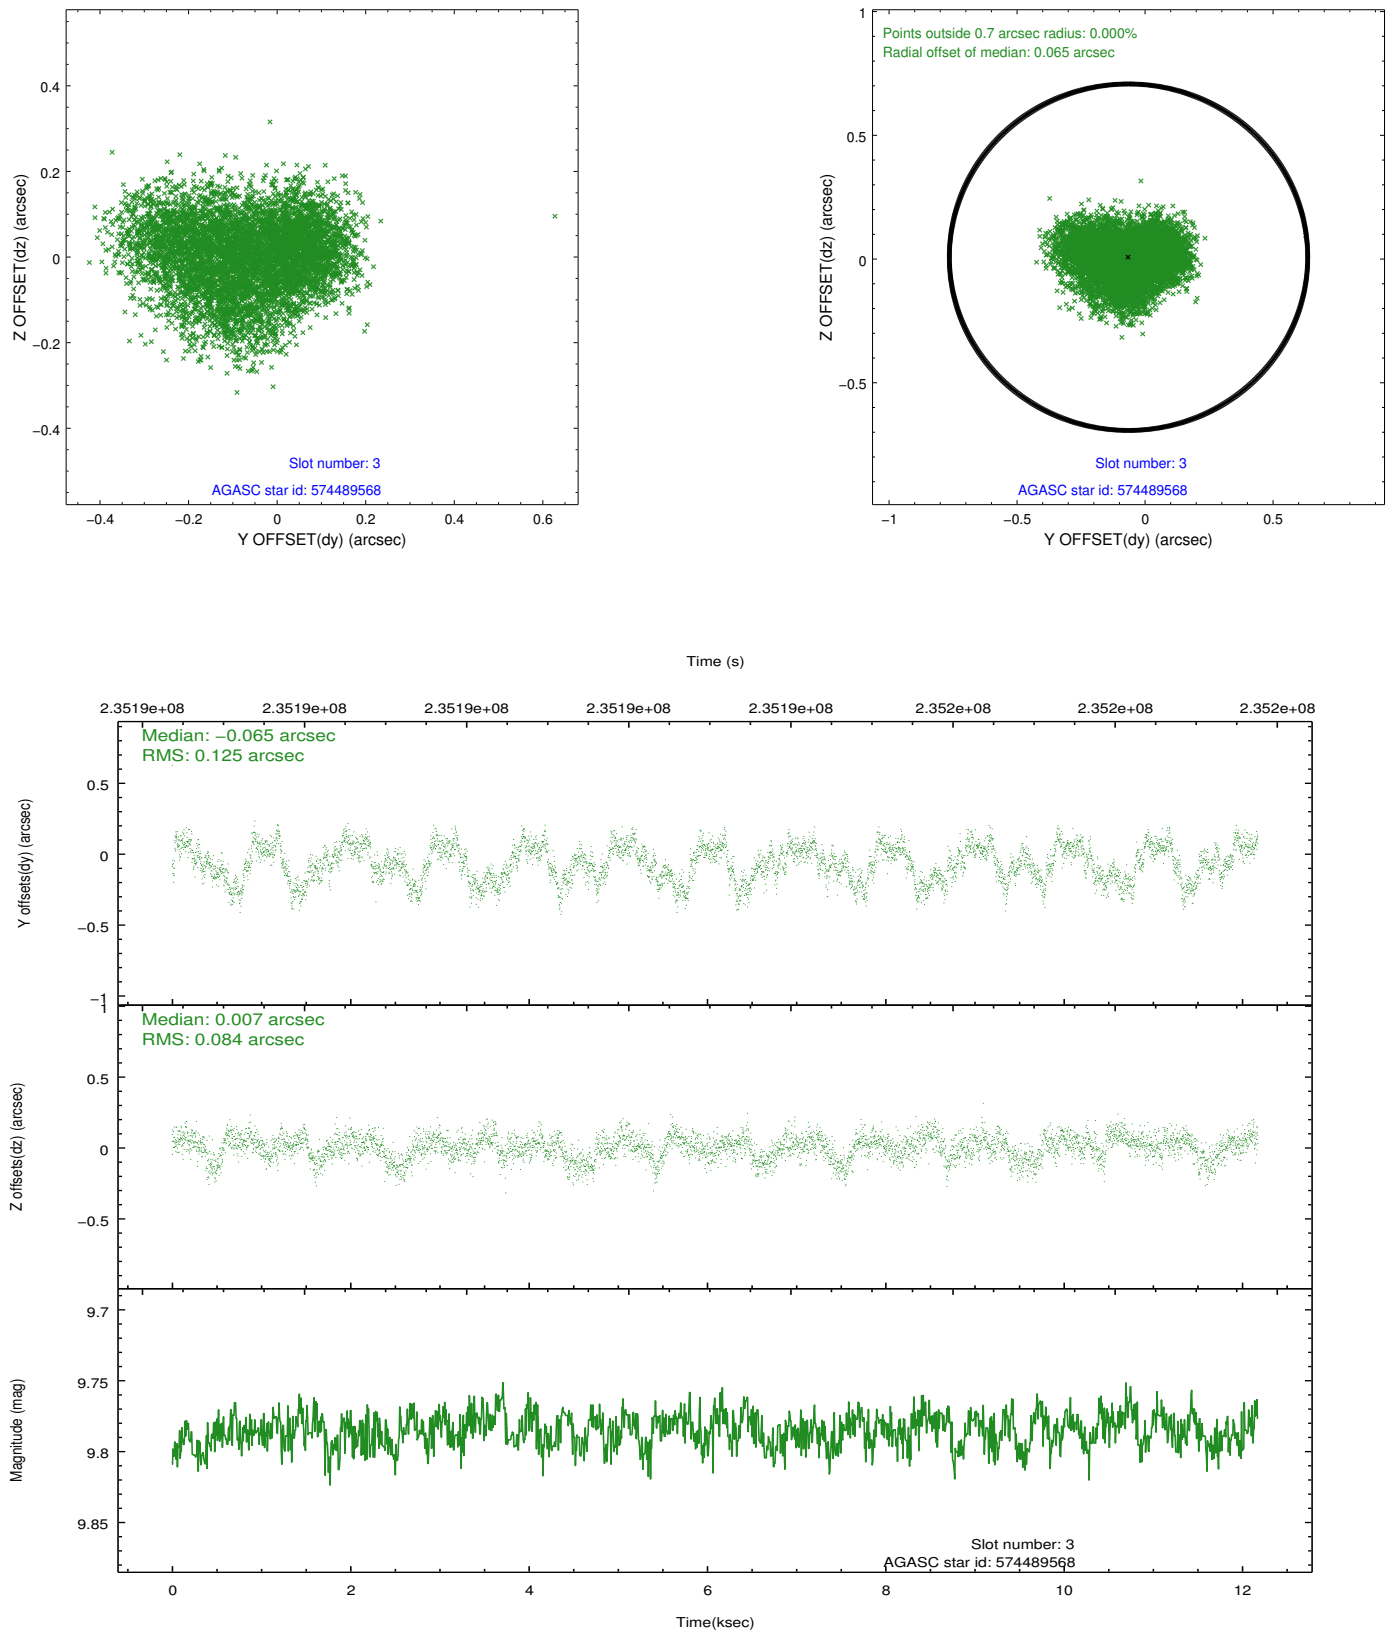 0.4
0.2
0
−0.2
−0.4
Z OFFSET(dz) (arcsec)
−0.4 −0.2 0 0.2 0.4 0.6
Y OFFSET(dy) (arcsec)
Slot number: 3
AGASC star id: 574489568
Points outside 0.7 arcsec radius: 0.000%
Radial offset of median: 0.065 arcsec
1
0.5
0
−0.5
Z OFFSET(dz) (arcsec)
−1 −0.5 0 0.5
Y OFFSET(dy) (arcsec)
Slot number: 3
AGASC star id: 574489568
Time (s)
2.3519e+08 2.3519e+08 2.3519e+08 2.3519e+08 2.3519e+08 2.352e+08 2.352e+08 2.352e+08
Median: −0.065 arcsec
RMS: 0.125 arcsec
0.5
0
−0.5
−1
Y offsets(dy) (arcsec)
Median: 0.007 arcsec
RMS: 0.084 arcsec
1
0.5
0
−0.5
Z offsets(dz) (arcsec)
9.7
9.75
9.8
9.85
Magnitude (mag)
Slot number: 3
AGASC star id: 574489568
0 2 4 6 8 10 12
Time(ksec)